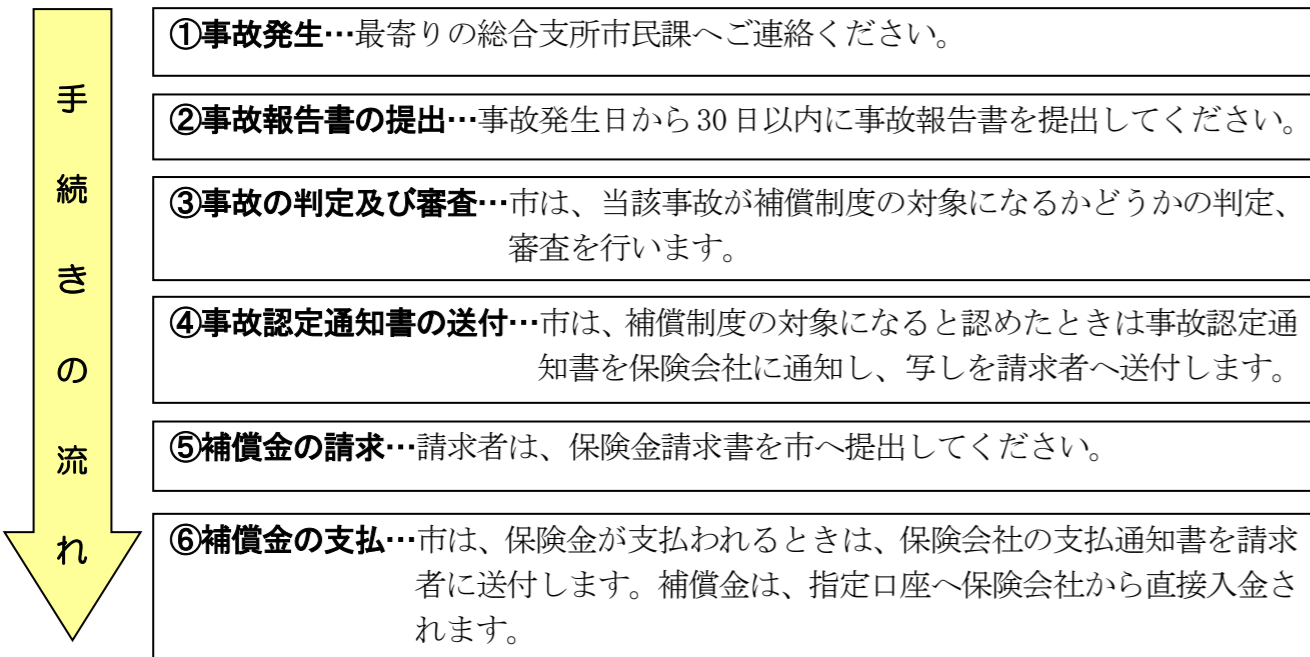 手続きの流れ
①事故発生…最寄りの総合支所市民課へご連絡ください。
②事故報告書の提出…事故発生日から30日以内に事故報告書を提出してください。
③事故の判定及び審査…市は、当該事故が補償制度の対象になるかどうかの判定、
審査を行います。
④事故認定通知書の送付…市は、補償制度の対象になると認めたときは事故認定通
知書を保険会社に通知し、写しを請求者へ送付します。
⑤補償金の請求…請求者は、保険金請求書を市へ提出してください。
⑥補償金の支払…市は、保険金が支払われるときは、保険会社の支払通知書を請求
者に送付します。補償金は、指定口座へ保険会社から直接入金さ
れます。